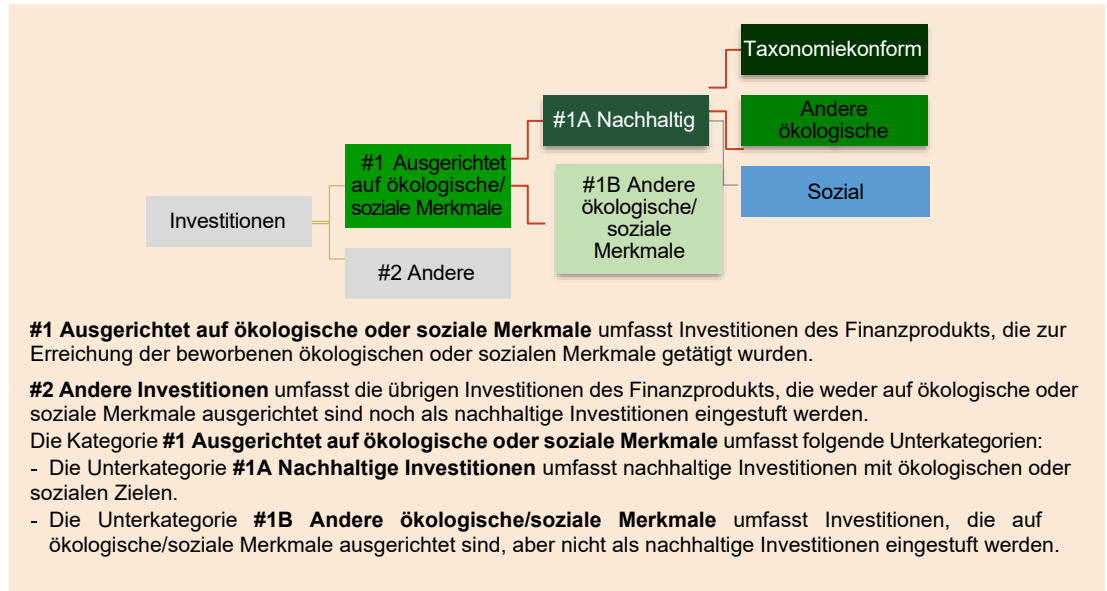 Taxonomiekonform
#1A Nachhaltig
Andere
ökologische
#1 Ausgerichtet
auf ökologische/
soziale Merkmale
#1B Andere
ökologische/
soziale
Merkmale
Sozial
Investitionen
#2 Andere
#1 Ausgerichtet auf ökologische oder soziale Merkmale umfasst Investitionen des Finanzprodukts, die zur
Erreichung der beworbenen ökologischen oder sozialen Merkmale getätigt wurden.
#2 Andere Investitionen umfasst die übrigen Investitionen des Finanzprodukts, die weder auf ökologische oder
soziale Merkmale ausgerichtet sind noch als nachhaltige Investitionen eingestuft werden.
Die Kategorie #1 Ausgerichtet auf ökologische oder soziale Merkmale umfasst folgende Unterkategorien:
- Die Unterkategorie #1A Nachhaltige Investitionen umfasst nachhaltige Investitionen mit ökologischen oder
sozialen Zielen.
- Die Unterkategorie #1B Andere ökologische/soziale Merkmale umfasst Investitionen, die auf
ökologische/soziale Merkmale ausgerichtet sind, aber nicht als nachhaltige Investitionen eingestuft werden.